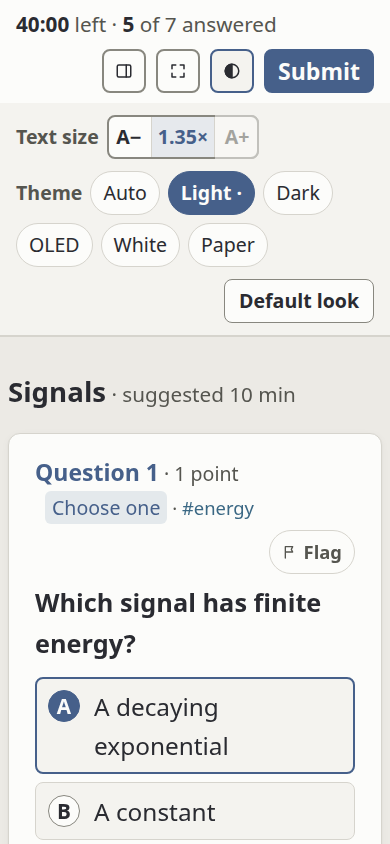 40:00 left · 5 of 7 answered
Submit
Text size A− 1.35× A+
Theme Auto Light · Dark
OLED White Paper
Default look
Signals · suggested 10 min
Question 1 · 1 point
Choose one · #energy
Flag
Which signal has finite
energy?
A A decaying
exponential
B A constant